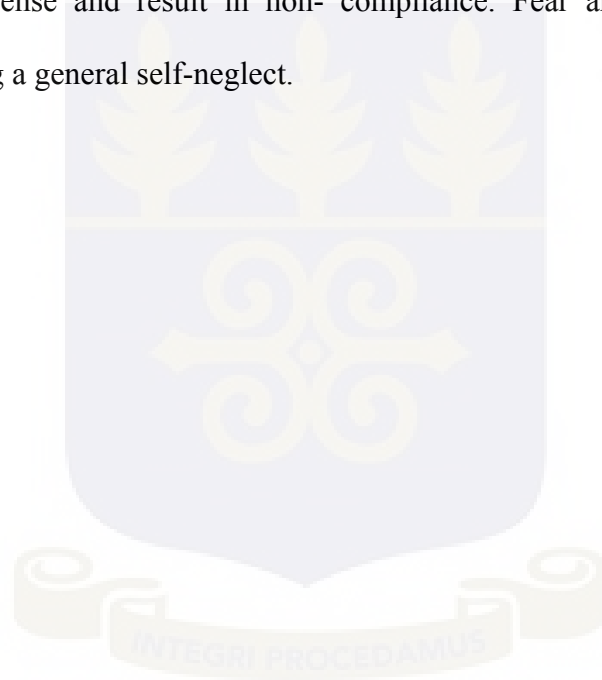 ense and result in non- compliance. Fear a
g a general self-neglect.
INTEGRI PROCEDAMUS